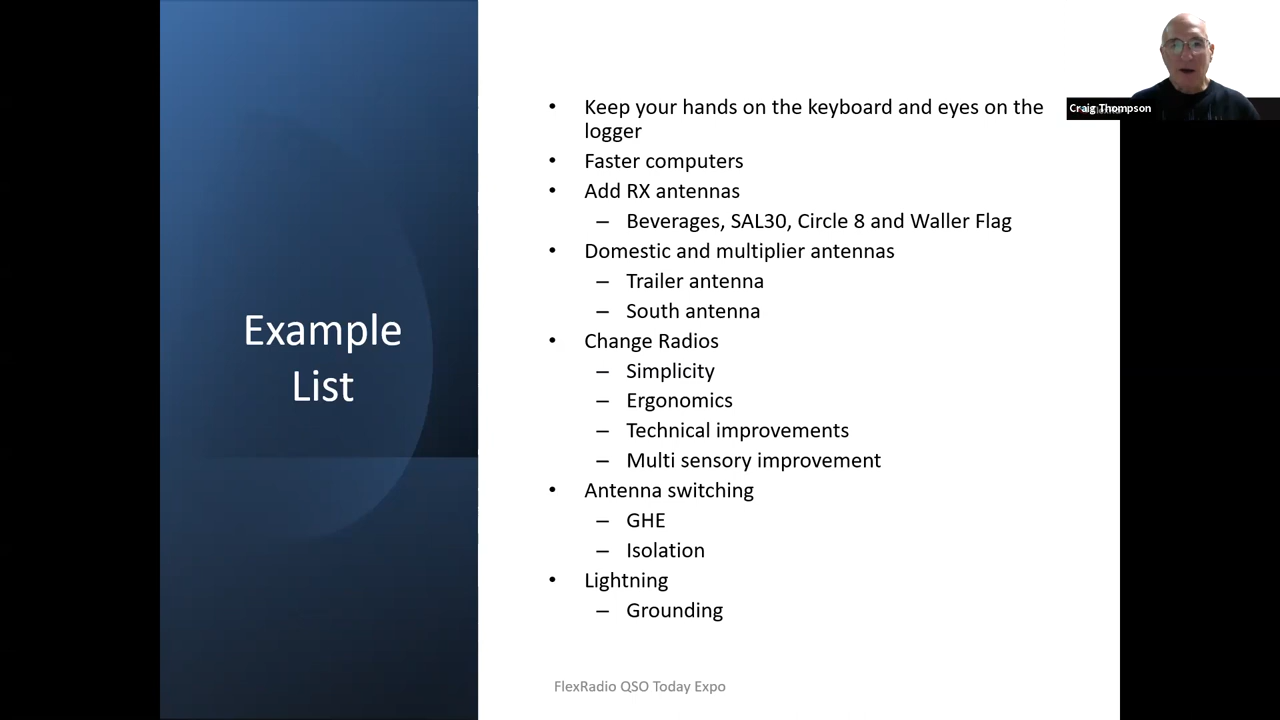 Example
List
• Keep your hands on the keyboard and eyes on the
logger
• Faster computers
• Add RX antennas
– Beverages, SAL30, Circle 8 and Waller Flag
• Domestic and multiplier antennas
– Trailer antenna
– South antenna
• Change Radios
– Simplicity
– Ergonomics
– Technical improvements
– Multi sensory improvement
• Antenna switching
– GHE
– Isolation
• Lightning
– Grounding
FlexRadio QSO Today Expo
Craig Thompson